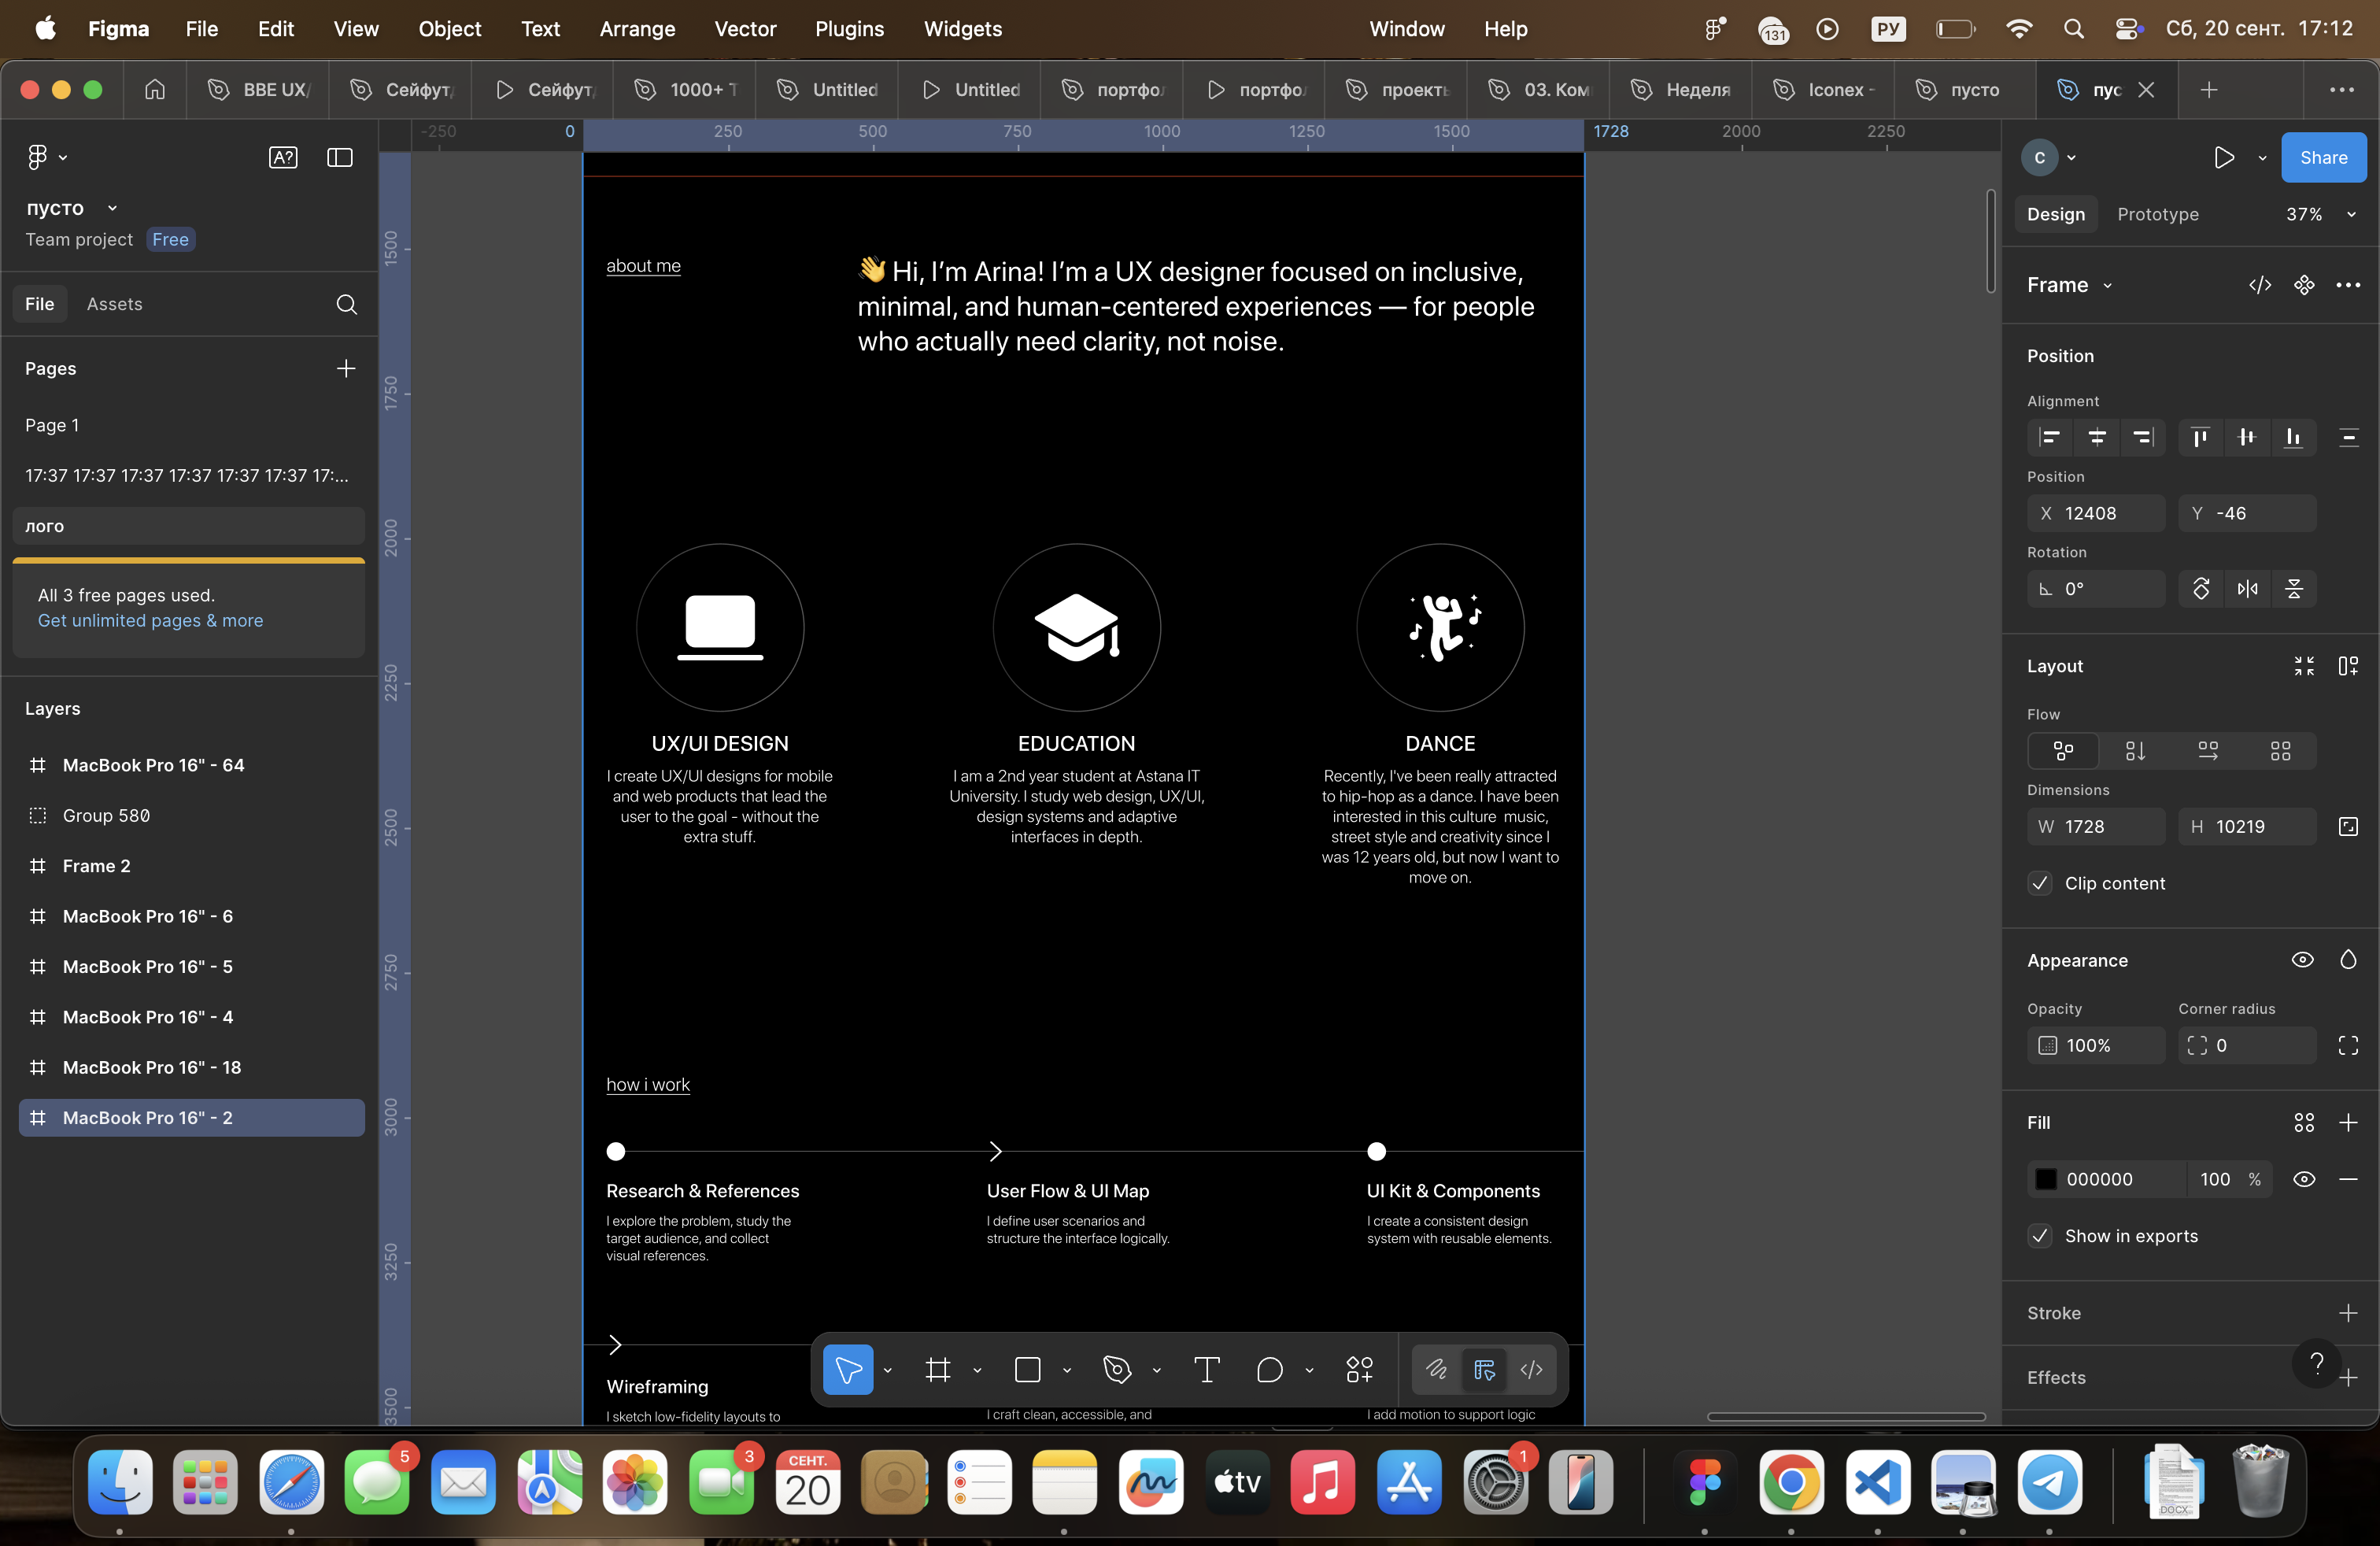 Figma File Edit View Object Text Arrange Vector Plugins Widgets Window Help 131 РУ Сб, 20 сент. 17:12
BBE UX/ Сейфут Сейфут 1000+ Untitled Untitled портфо портфо проект 03. Ком Неделя Iconex - пусто пус
-250 0 250 500 750 1000 1250 1500 1728 2000 2250
A?
C
Share
пусто
Team project Free
Design Prototype 37%
File Assets
Pages
Page 1
17:37 17:37 17:37 17:37 17:37 17:37 17:...
лого
All 3 free pages used.
Get unlimited pages & more
Layers
MacBook Pro 16" - 64
Group 580
Frame 2
MacBook Pro 16" - 6
MacBook Pro 16" - 5
MacBook Pro 16" - 4
MacBook Pro 16" - 18
MacBook Pro 16" - 2
1500
1750
2000
2250
2500
2750
3000
3250
3500
about me
👋 Hi, I’m Arina! I’m a UX designer focused on inclusive,
minimal, and human-centered experiences — for people
who actually need clarity, not noise.
UX/UI DESIGN
I create UX/UI designs for mobile
and web products that lead the
user to the goal - without the
extra stuff.
EDUCATION
I am a 2nd year student at Astana IT
University. I study web design, UX/UI,
design systems and adaptive
interfaces in depth.
DANCE
Recently, I've been really attracted
to hip-hop as a dance. I have been
interested in this culture music,
street style and creativity since I
was 12 years old, but now I want to
move on.
how i work
Research & References
I explore the problem, study the
target audience, and collect
visual references.
User Flow & UI Map
I define user scenarios and
structure the interface logically.
UI Kit & Components
I create a consistent design
system with reusable elements.
Wireframing
I sketch low-fidelity layouts to
I craft clean, accessible, and
I add motion to support logic
Frame
Position
Alignment
Position
X 12408 Y -46
Rotation
0°
Layout
Flow
Dimensions
W 1728 H 10219
Clip content
Appearance
Opacity Corner radius
100% 0
Fill
000000 100 %
Show in exports
Stroke
Effects
?
5
3
СЕНТ.
20
tv
1
DOCX